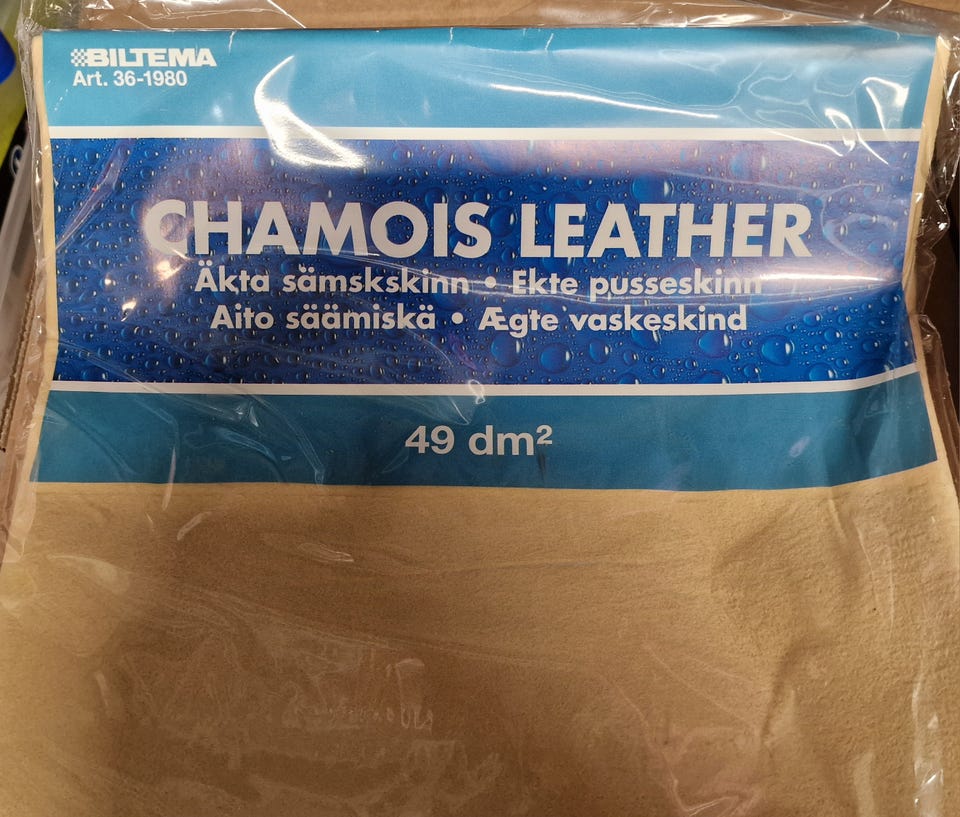 BILTEMA
Art. 36-1980
CHAMOIS LEATHER
Äkta sämskskinn • Ekte pusseskinn
Aito säämiskä • Ægte vaskeskind
49 dm²